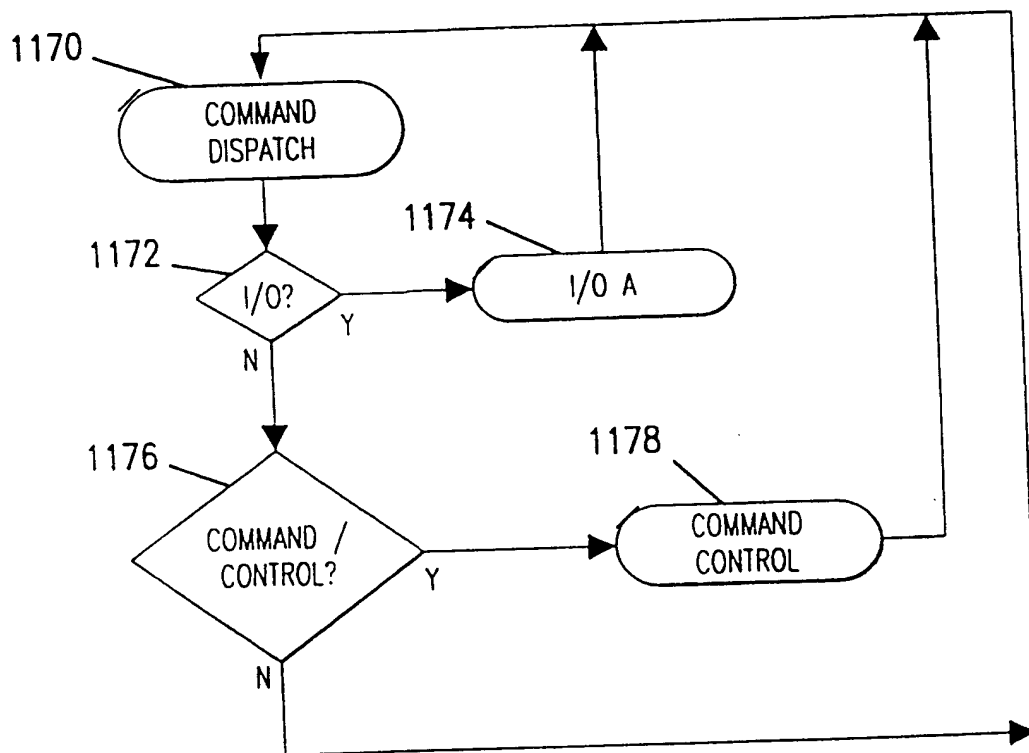 1170
COMMAND
DISPATCH
1174
1172
I/O?
Y
I/O A
N
1176
1178
COMMAND /
CONTROL?
Y
COMMAND
CONTROL
N